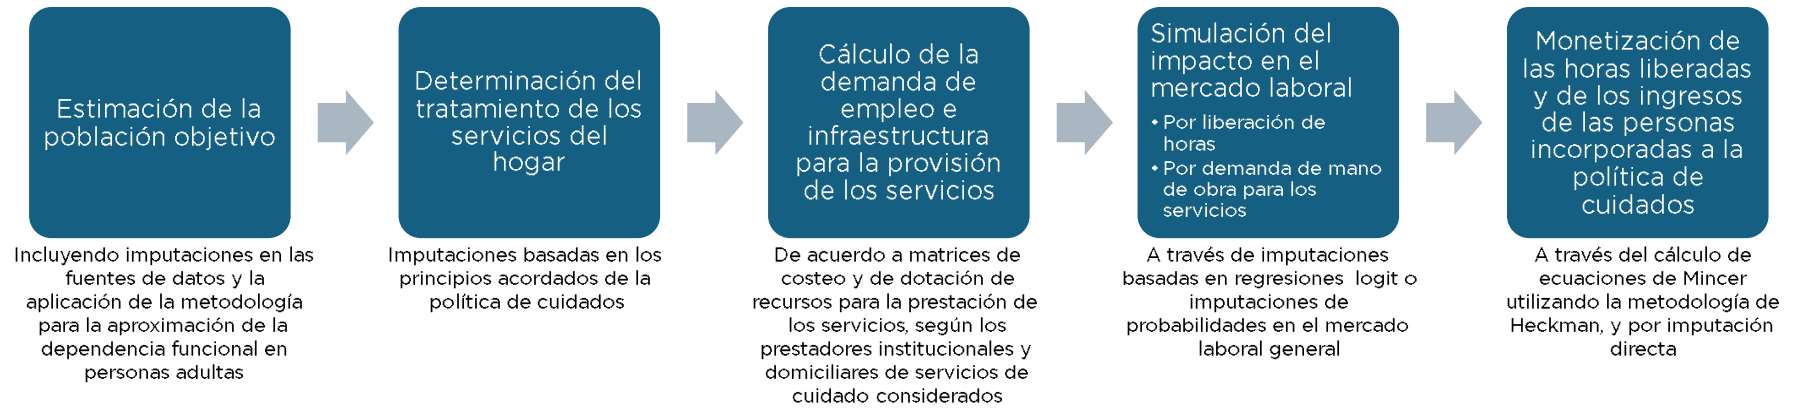 Estimación de la
población objetivo
Incluyendo imputaciones en las
fuentes de datos y la
aplicación de la metodología
para la aproximación de la
dependencia funcional en
personas adultas
Determinación del
tratamiento de los
servicios del
hogar
Imputaciones basadas en los
principios acordados de la
política de cuidados
Cálculo de la
demanda de
empleo e
infraestructura
para la provisión
de los servicios
De acuerdo a matrices de
costeo y de dotación de
recursos para la prestación de
los servicios, según los
prestadores institucionales y
domiciliares de servicios de
cuidado considerados
Simulación del
impacto en el
mercado laboral
• Por liberación de
horas
• Por demanda de mano
de obra para los
servicios
A través de imputaciones
basadas en regresiones logit o
imputaciones de
probabilidades en el mercado
laboral general
Monetización de
las horas liberadas
y de los ingresos
de las personas
incorporadas a la
política de
cuidados
A través del cálculo de
ecuaciones de Mincer
utilizando la metodología de
Heckman, y por imputación
directa